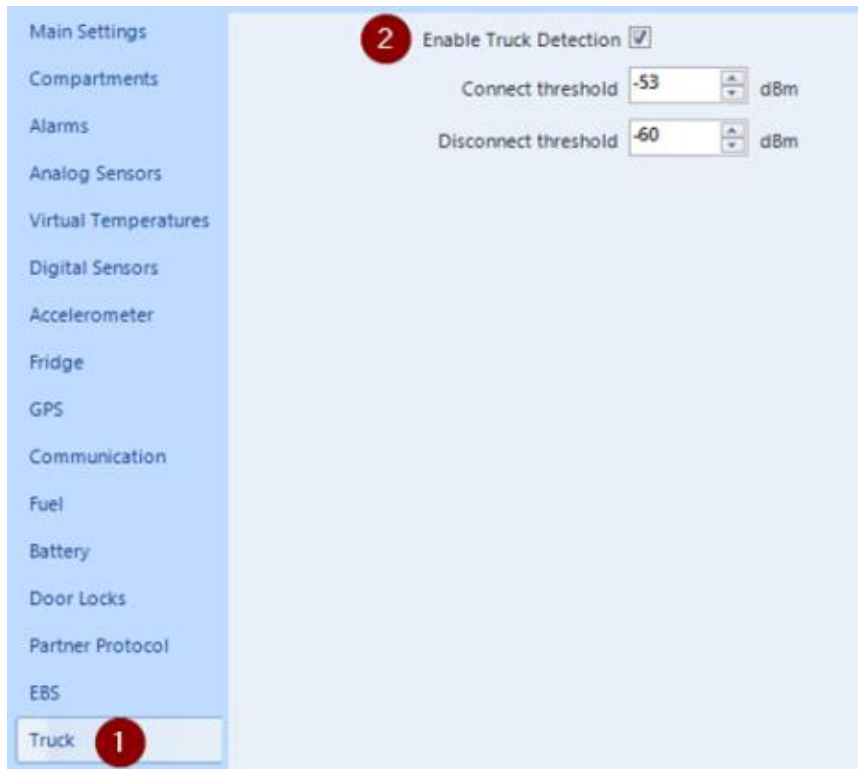 Main Settings
Compartments
Alarms
Analog Sensors
Virtual Temperatures
Digital Sensors
Accelerometer
Fridge
GPS
Communication
Fuel
Battery
Door Locks
Partner Protocol
EBS
Truck 1
2 Enable Truck Detection
Connect threshold -53 dBm
Disconnect threshold -60 dBm